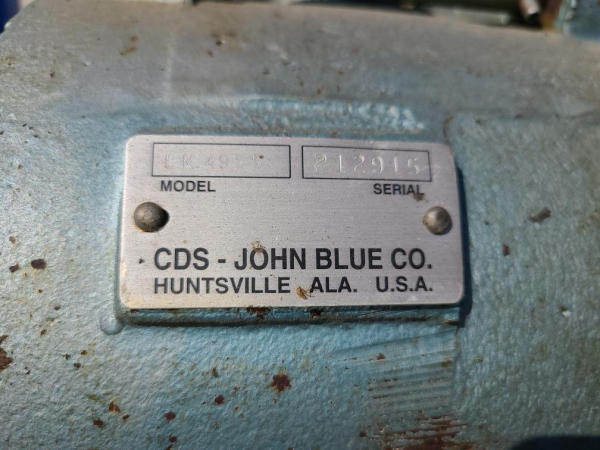 212915
MODEL SERIAL
CDS - JOHN BLUE CO.
HUNTSVILLE ALA. U.S.A.